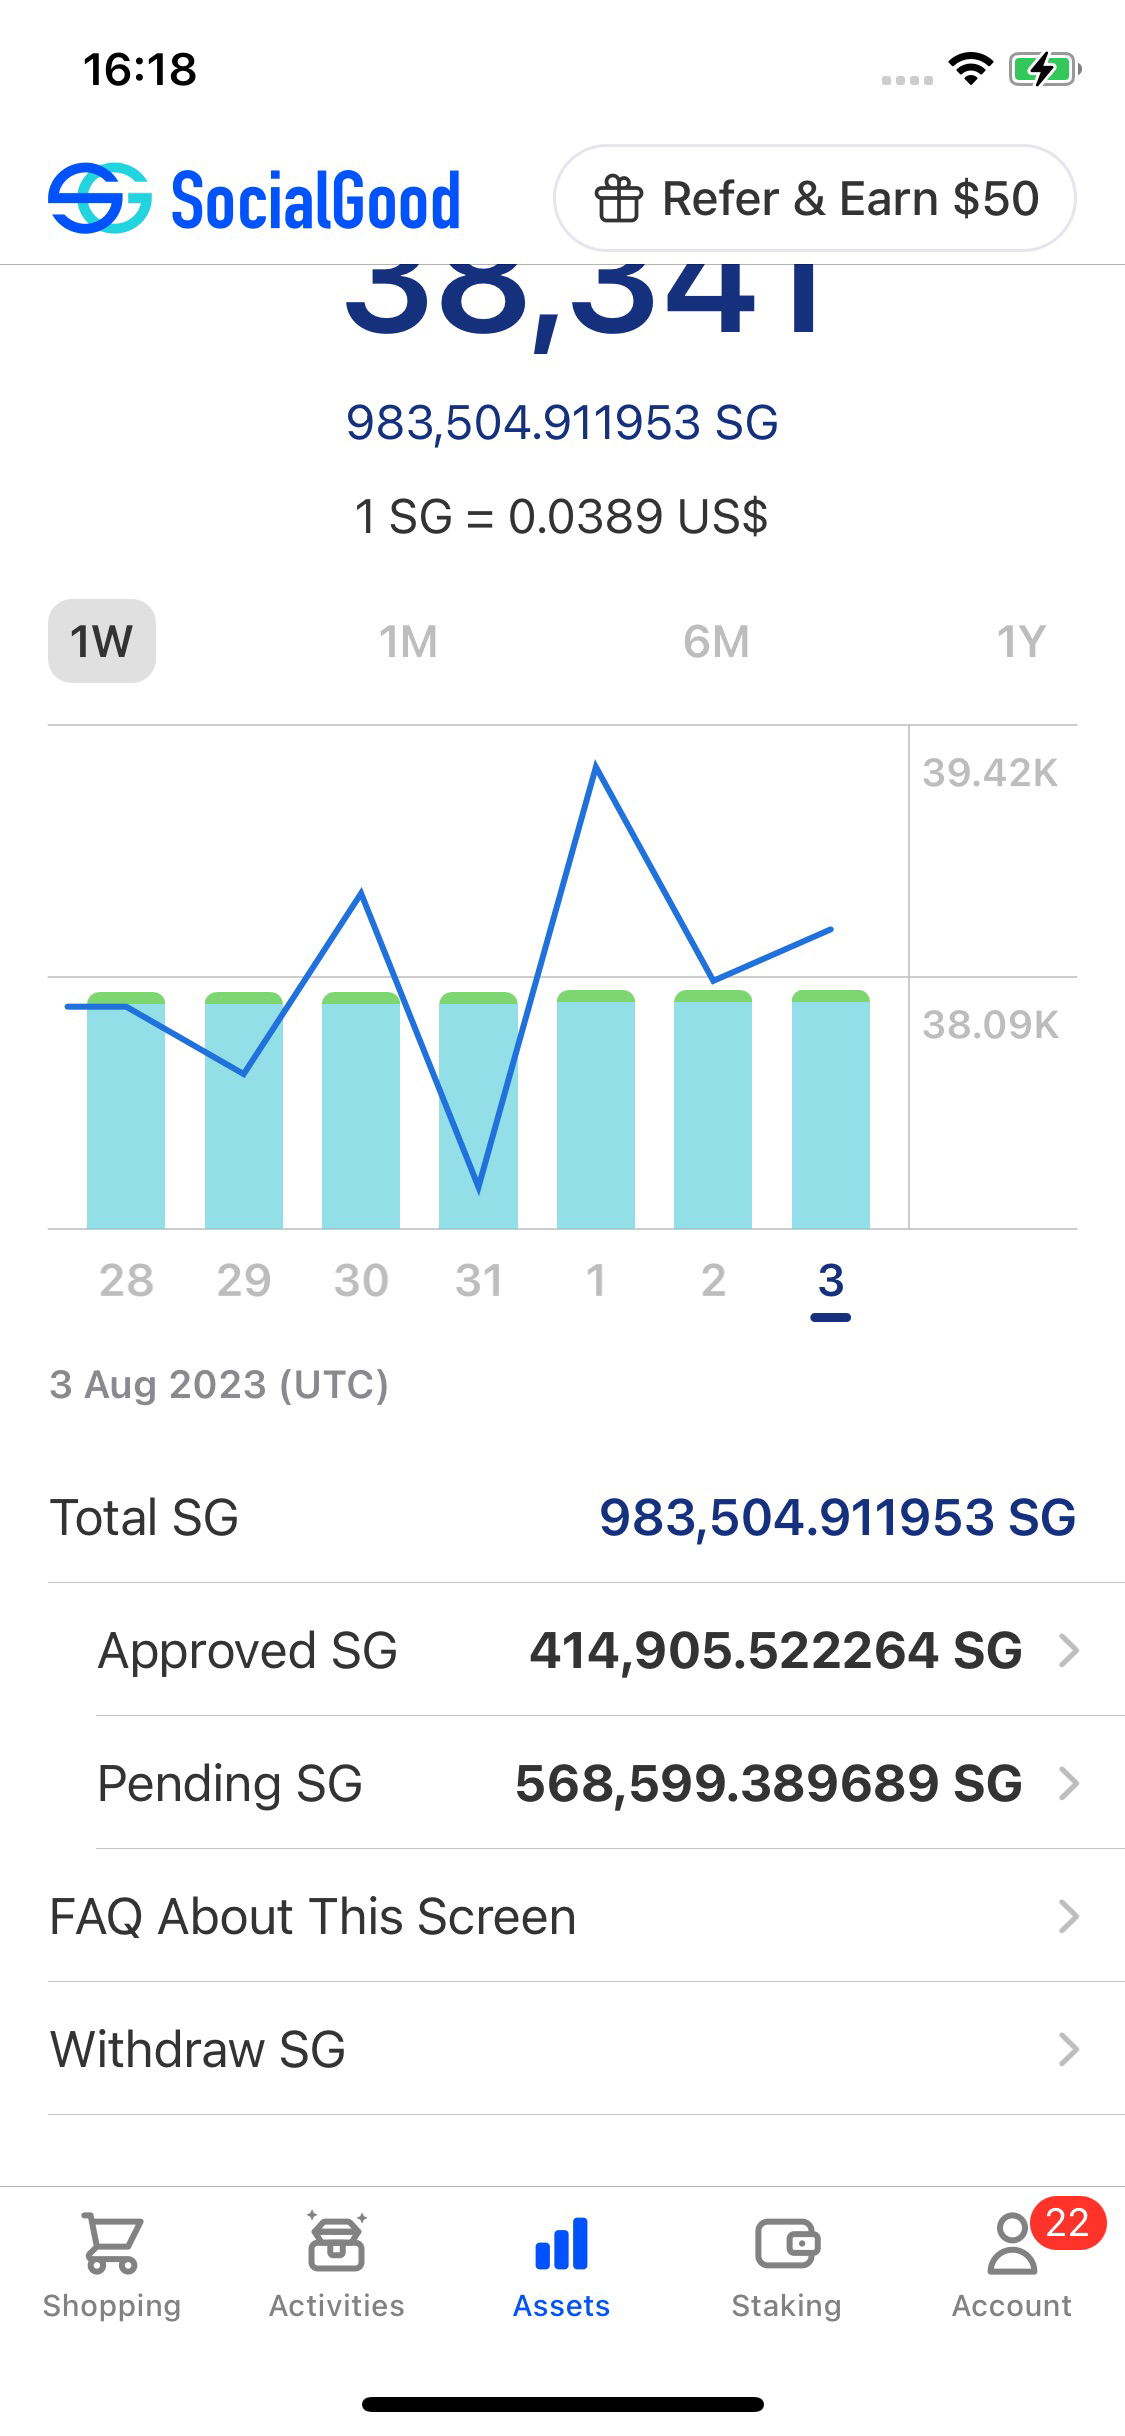 16:18
SocialGood
Refer & Earn $50
38,341
983,504.911953 SG
1 SG = 0.0389 US$
1W 1M 6M 1Y
39.42K
38.09K
28 29 30 31 1 2 3
3 Aug 2023 (UTC)
Total SG 983,504.911953 SG
Approved SG 414,905.522264 SG
Pending SG 568,599.389689 SG
FAQ About This Screen
Withdraw SG
22
Shopping Activities Assets Staking Account